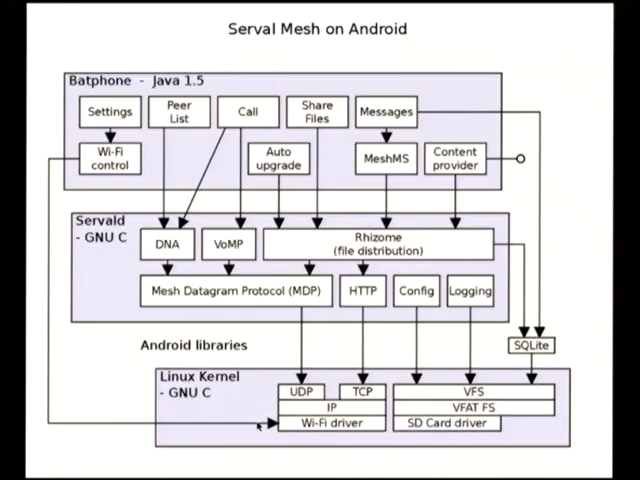 Serval Mesh on Android
Batphone - Java 1.5
Settings
Peer
List
Call
Share
Files
Messages
Wi-Fi
control
Auto
upgrade
MeshMS
Content
provider
Servald
- GNU C
DNA
VoMP
Rhizome
(file distribution)
Mesh Datagram Protocol (MDP)
HTTP
Config
Logging
Android libraries
SQLite
Linux Kernel
- GNU C
UDP
TCP
VFS
IP
VFAT FS
Wi-Fi driver
SD Card driver